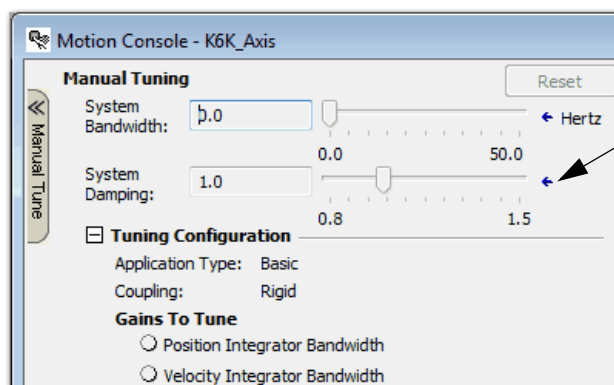 Motion Console - K6K_Axis
Manual Tuning
Reset
Manual Tune
System Bandwidth: 0.0 Hertz
0.0 50.0
System Damping: 1.0
0.8 1.5
Tuning Configuration
Application Type: Basic
Coupling: Rigid
Gains To Tune
Position Integrator Bandwidth
Velocity Integrator Bandwidth